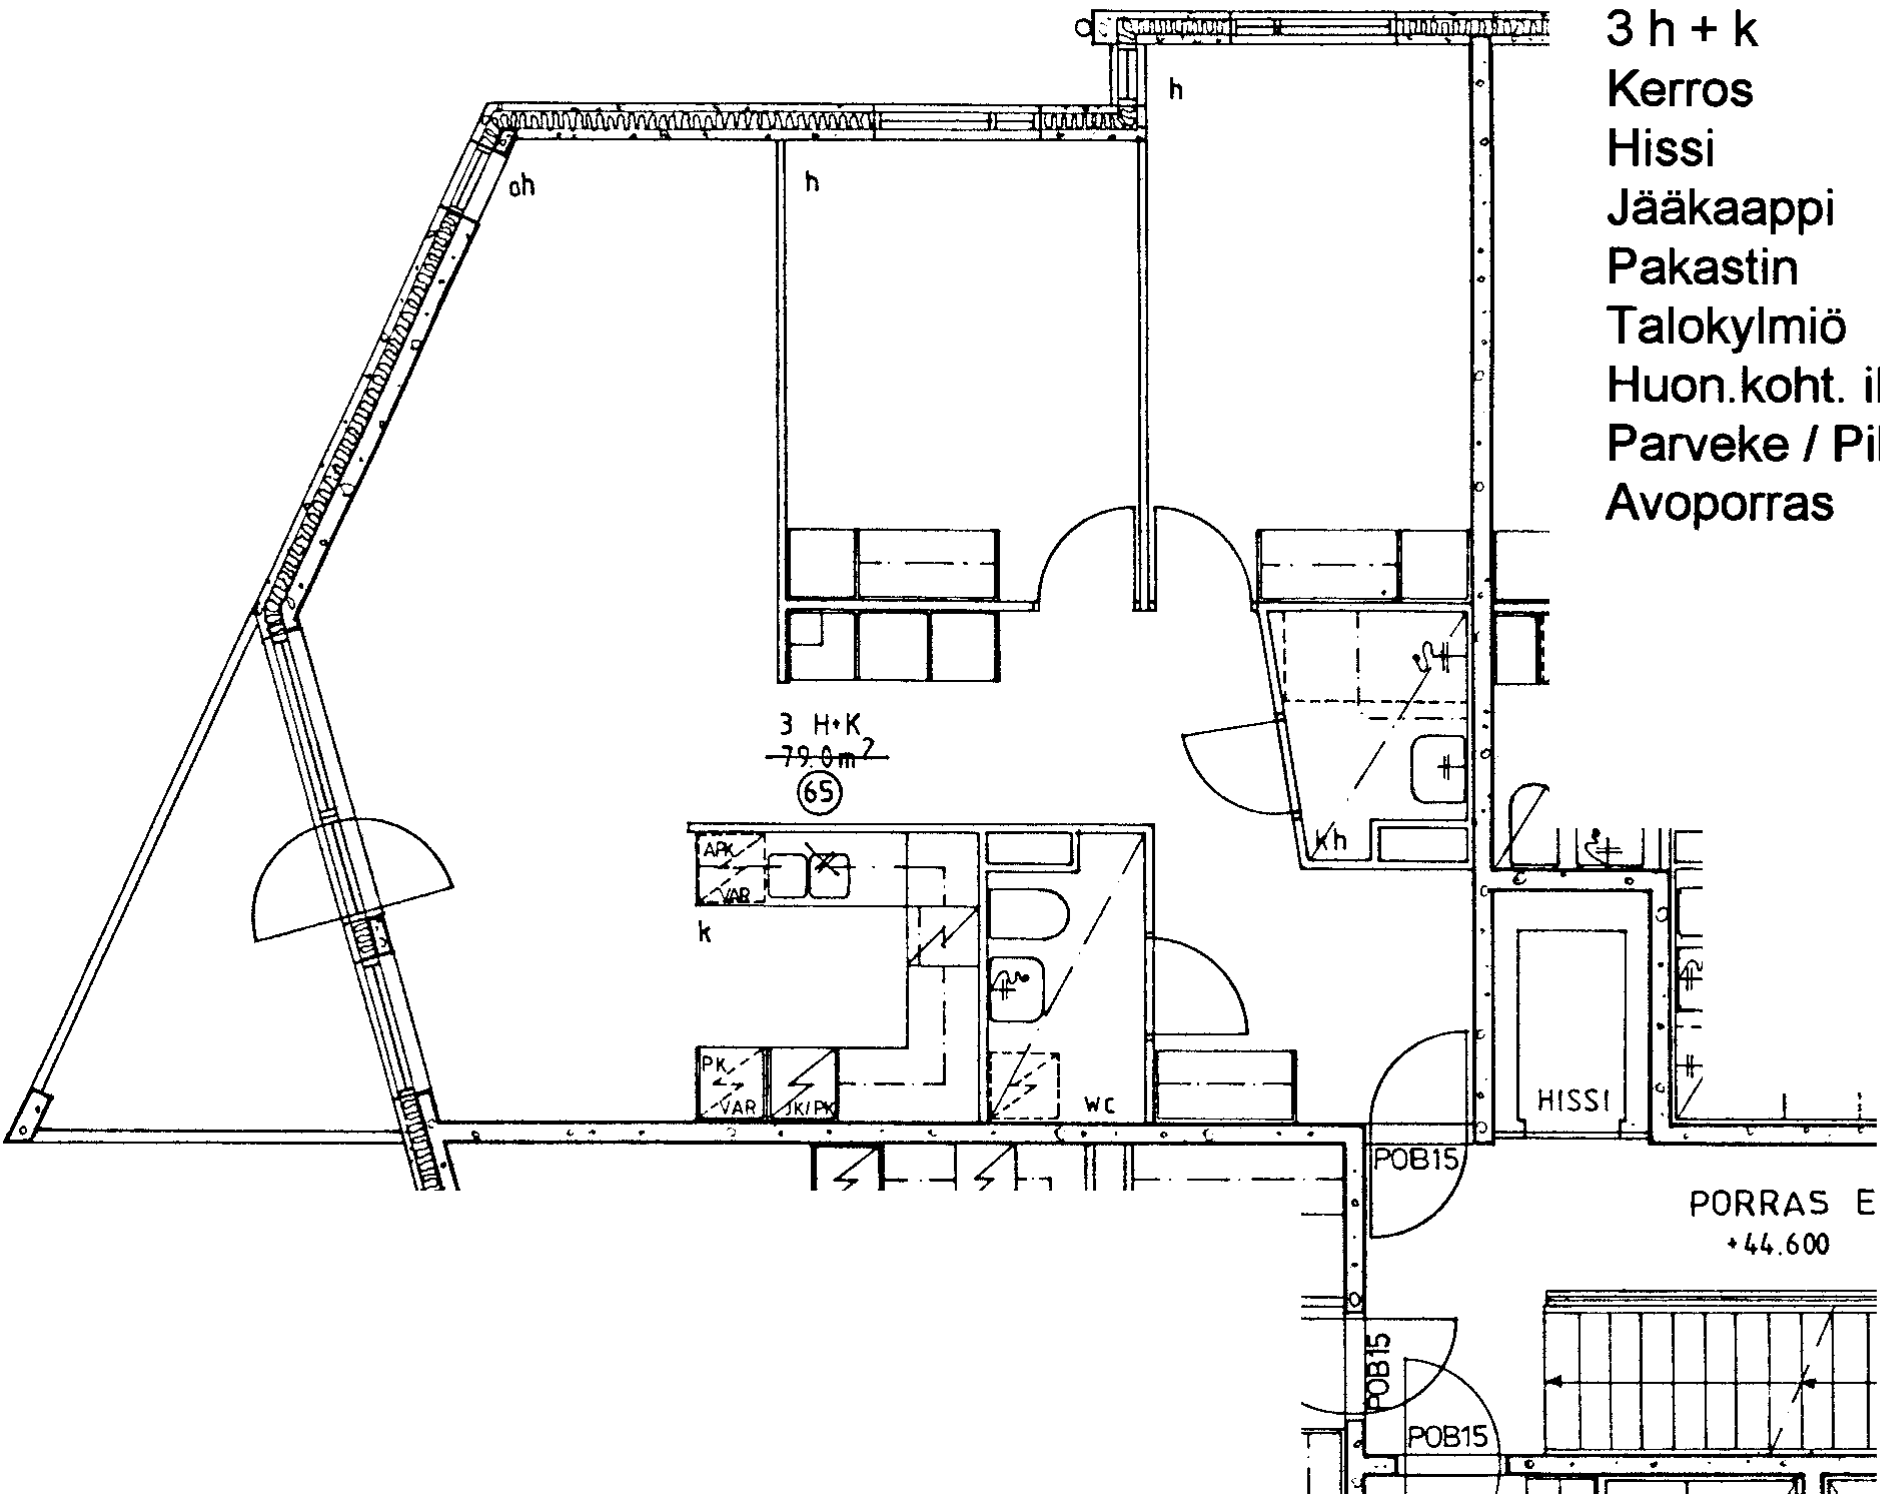 3 h + k
Kerros
Hissi
Jääkaappi
Pakastin
Talokylmiö
Huon.koht.
Parveke /
Avoporras
h
oh
h
3 H+K
79.0m²
65
kh
APK
VAR
k
PK
VAR
JK/PK
WC
HISSI
POB15
PORRAS E
+44.600
POB15
POB15